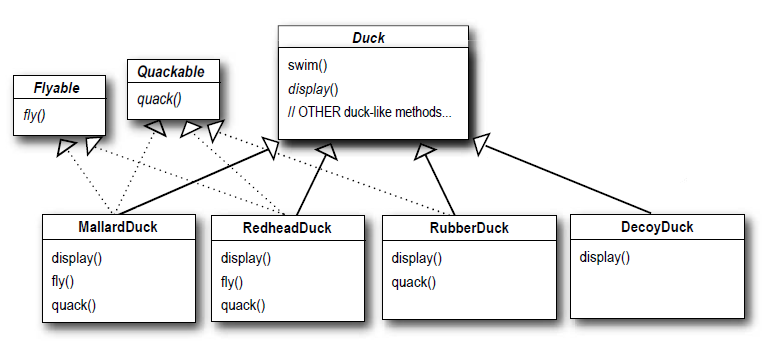 Duck
swim()
display()
// OTHER duck-like methods...
Quackable
quack()
Flyable
fly()
MallardDuck
display()
fly()
quack()
RedheadDuck
display()
fly()
quack()
RubberDuck
display()
quack()
DecoyDuck
display()